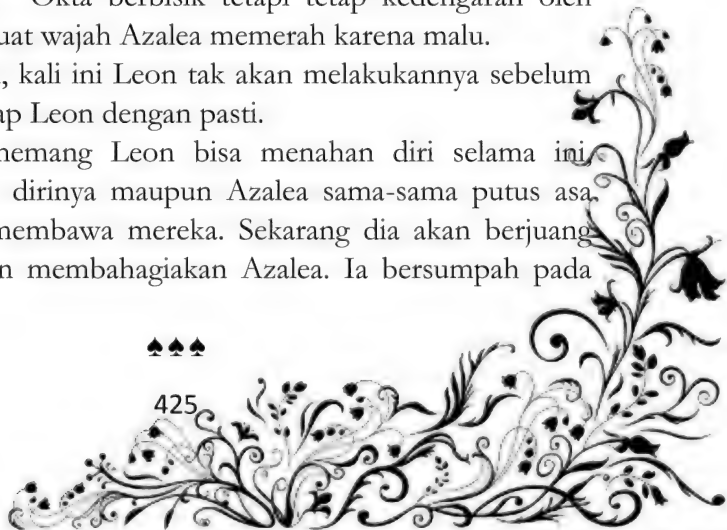 Okta berbisik tetapi tetap kedengaran oleh
uat wajah Azalea memerah karena malu.
, kali ini Leon tak akan melakukannya sebelum
ap Leon dengan pasti.
memang Leon bisa menahan diri selama ini,
dirinya maupun Azalea sama-sama putus asa,
membawa mereka. Sekarang dia akan berjuang
n membahagiakan Azalea. Ia bersumpah pada
♠♠♠
425